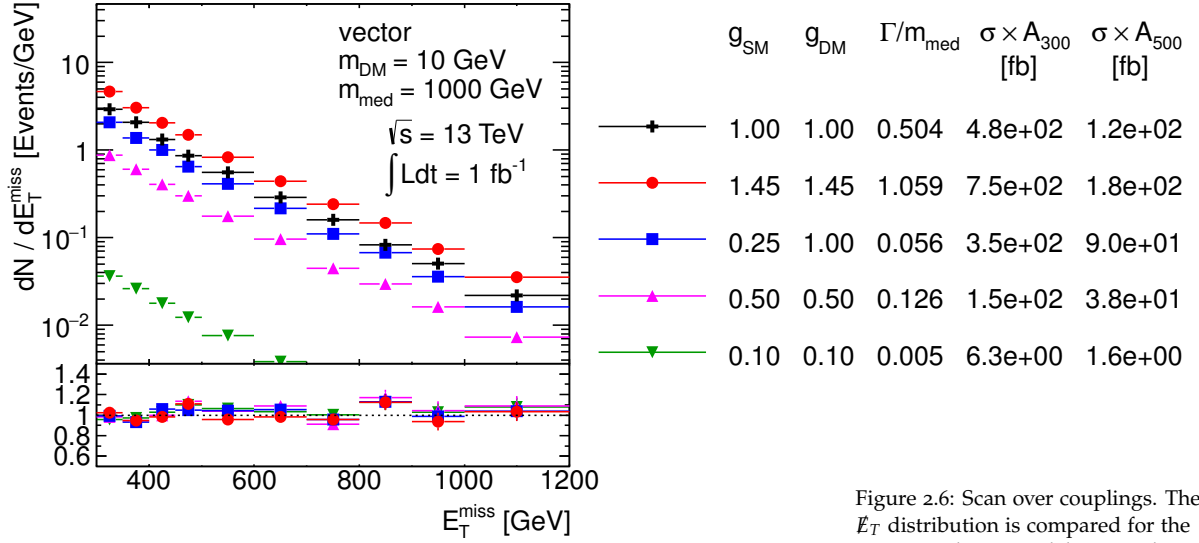 dN / dE_T^miss [Events/GeV]
10
1
10⁻¹
10⁻²
vector
m_DM = 10 GeV
m_med = 1000 GeV
√s = 13 TeV
∫ Ldt = 1 fb⁻¹
1.4
1.2
1
0.8
0.6
400 600 800 1000 1200
E_T^miss [GeV]
g_SM g_DM Γ/m_med σ × A_300 σ × A_500
[fb] [fb]
1.00 1.00 0.504 4.8e+02 1.2e+02
1.45 1.45 1.059 7.5e+02 1.8e+02
0.25 1.00 0.056 3.5e+02 9.0e+01
0.50 0.50 0.126 1.5e+02 3.8e+01
0.10 0.10 0.005 6.3e+00 1.6e+00
Figure 2.6: Scan over couplings. The
E̸_T distribution is compared for the